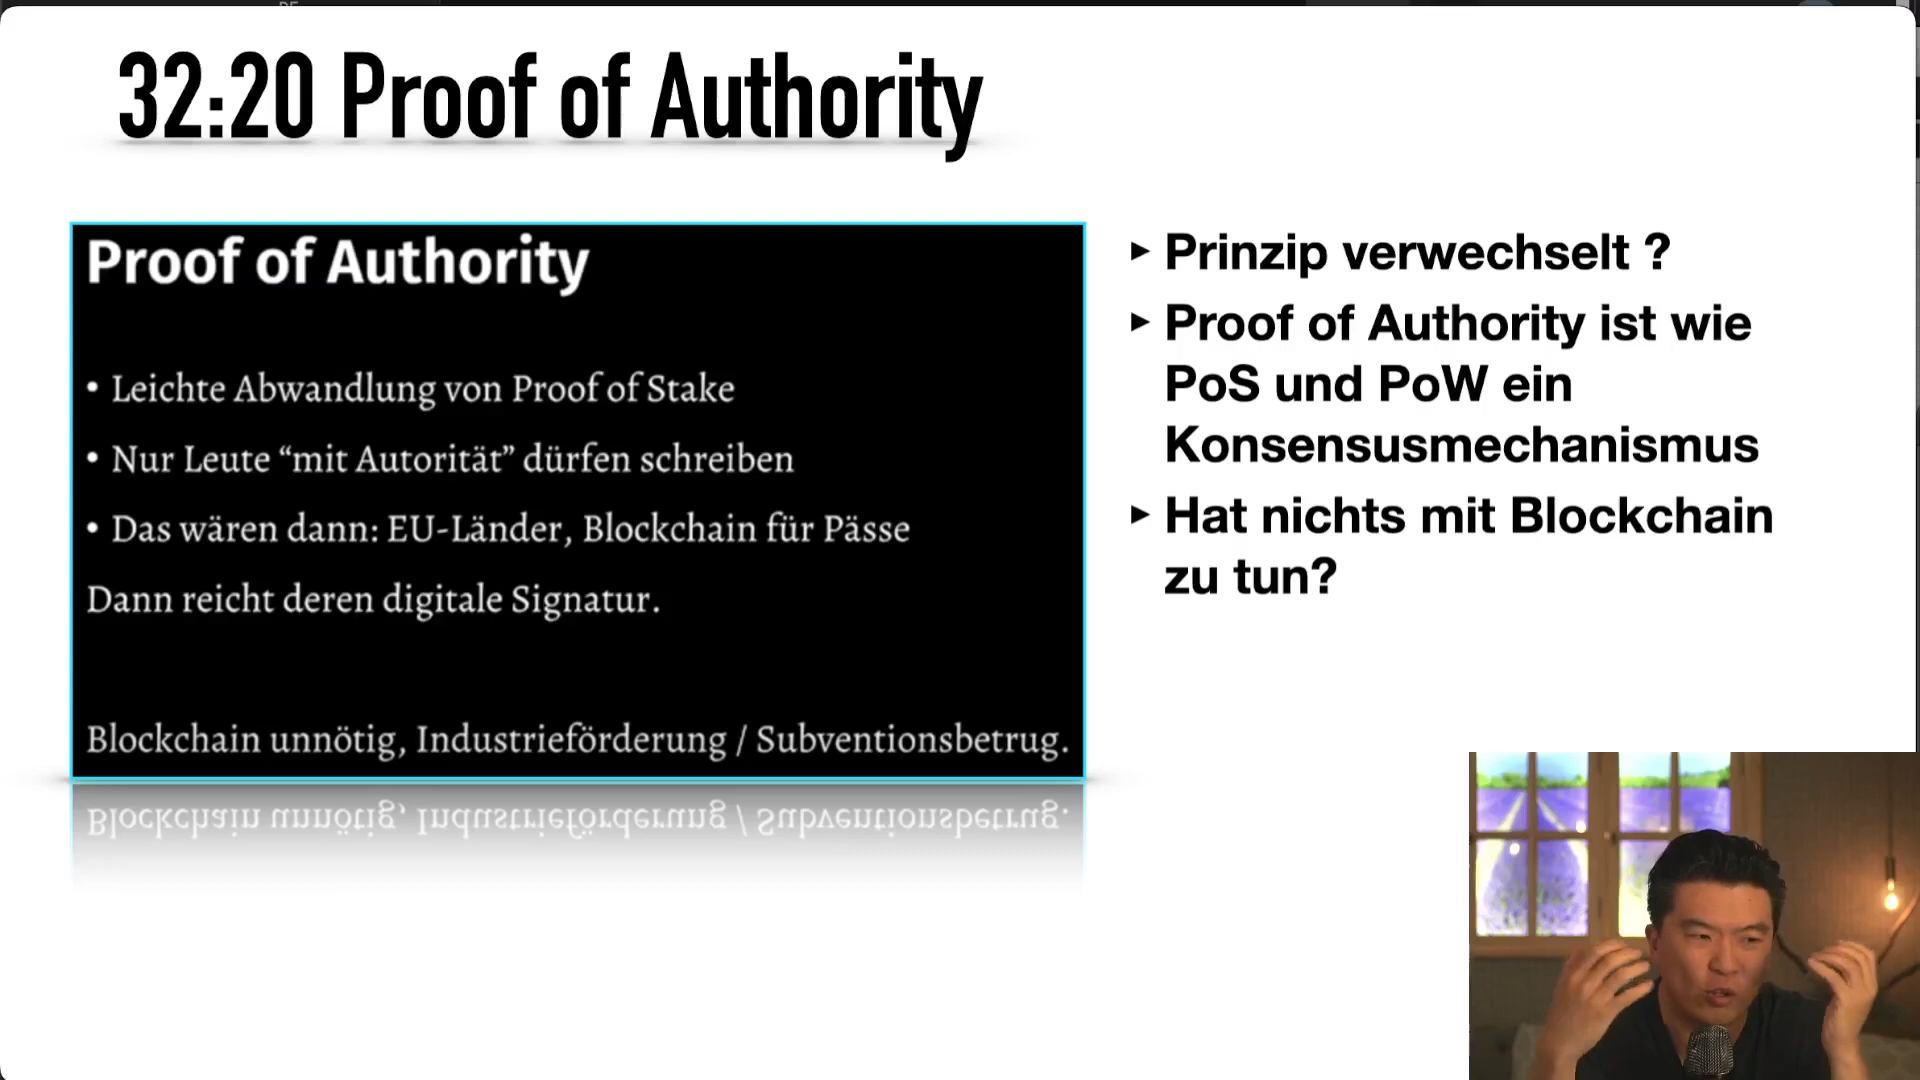 32:20 Proof of Authority
Proof of Authority
• Leichte Abwandlung von Proof of Stake
• Nur Leute “mit Autorität” dürfen schreiben
• Das wären dann: EU-Länder, Blockchain für Pässe
Dann reicht deren digitale Signatur.
Blockchain unnötig, Industrieförderung / Subventionsbetrug.
▸ Prinzip verwechselt ?
▸ Proof of Authority ist wie
PoS und PoW ein
Konsensusmechanismus
▸ Hat nichts mit Blockchain
zu tun?